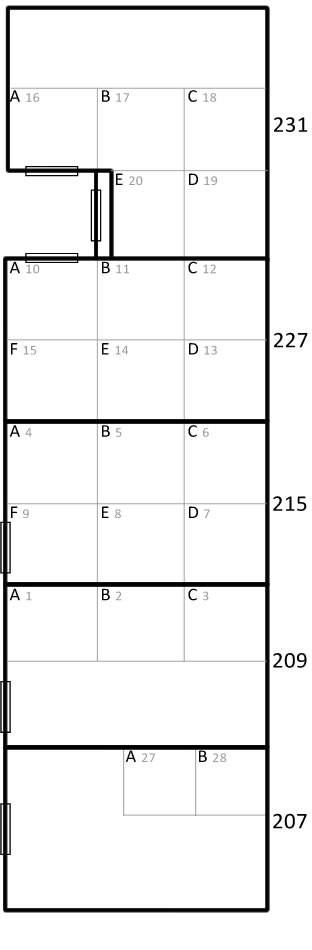 A 16 B 17 C 18
231
E 20 D 19
A 10 B 11 C 12
227
F 15 E 14 D 13
A 4 B 5 C 6
215
F 9 E 8 D 7
A 1 B 2 C 3
209
A 27 B 28
207